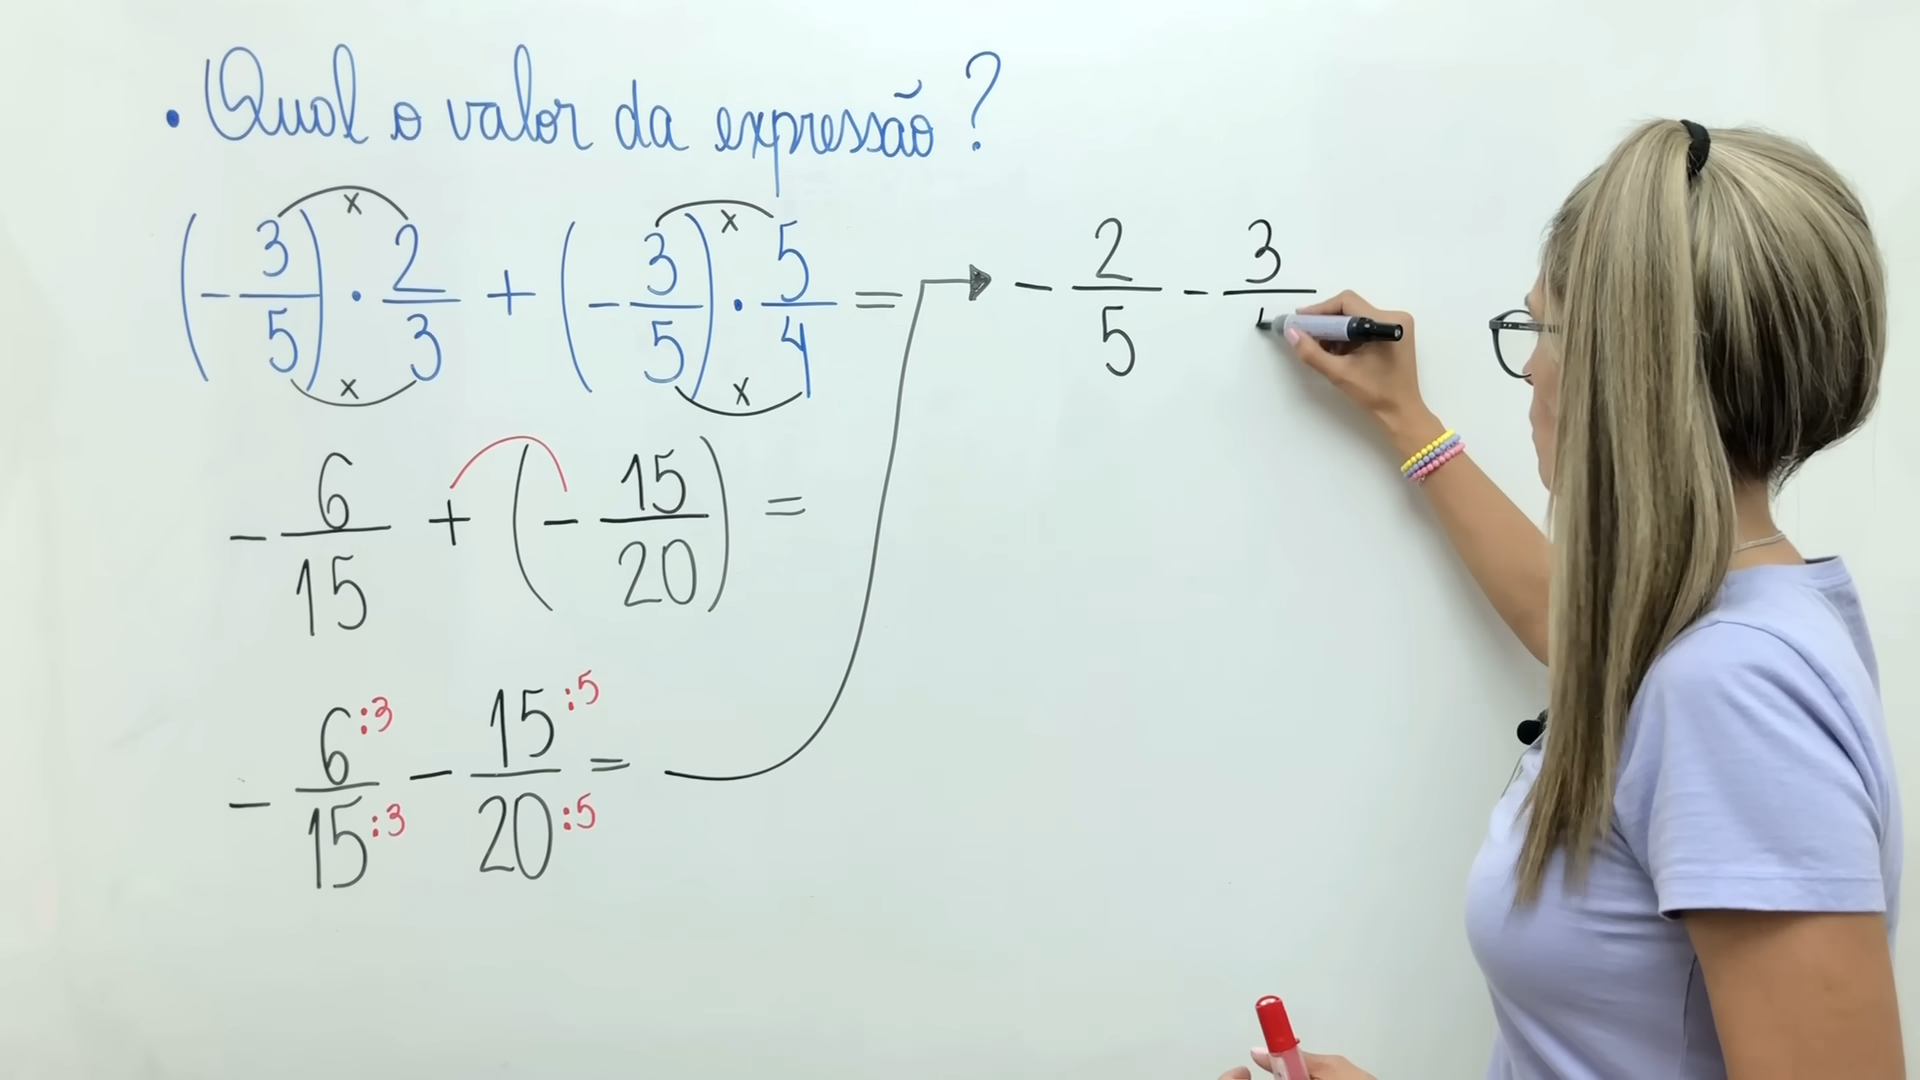 • Qual o valor da expressão?
(-3/5) · 2/3 + (-3/5) · 5/4 =
x x
x x
-6/15 + (-15/20) =
-6:3/15:3 - 15:5/20:5 =
-2/5 - 3/